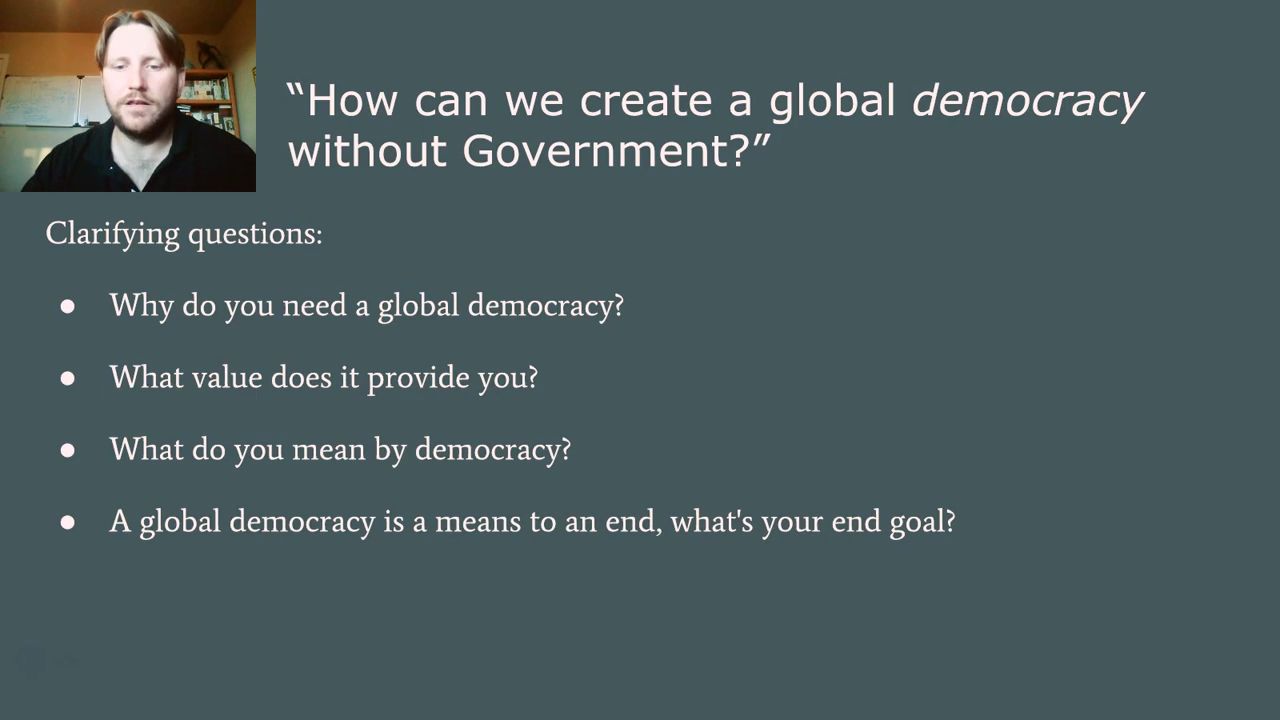 “How can we create a global democracy
without Government?”
Clarifying questions:
● Why do you need a global democracy?
● What value does it provide you?
● What do you mean by democracy?
● A global democracy is a means to an end, what's your end goal?